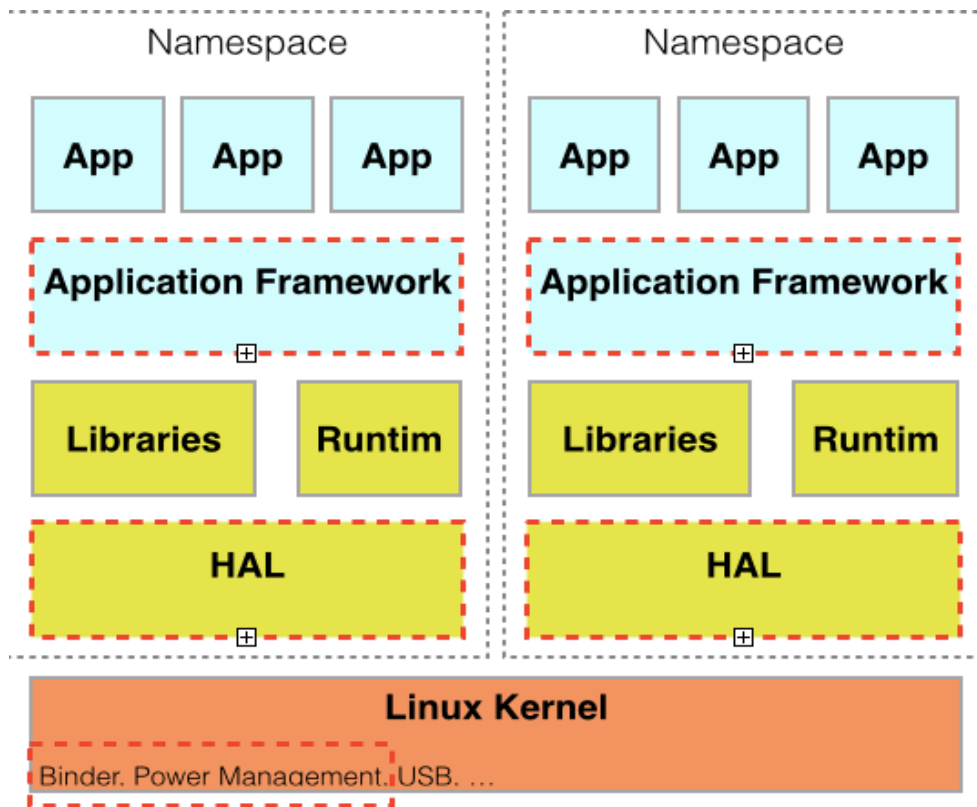 Namespace
App App App
Application Framework
Libraries Runtim
HAL
Namespace
App App App
Application Framework
Libraries Runtim
HAL
Linux Kernel
Binder. Power Management. USB. ...